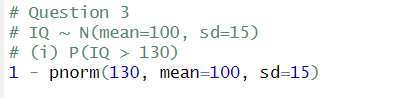 # Question 3
# IQ ~ N(mean=100, sd=15)
# (i) P(IQ > 130)
1 - pnorm(130, mean=100, sd=15)